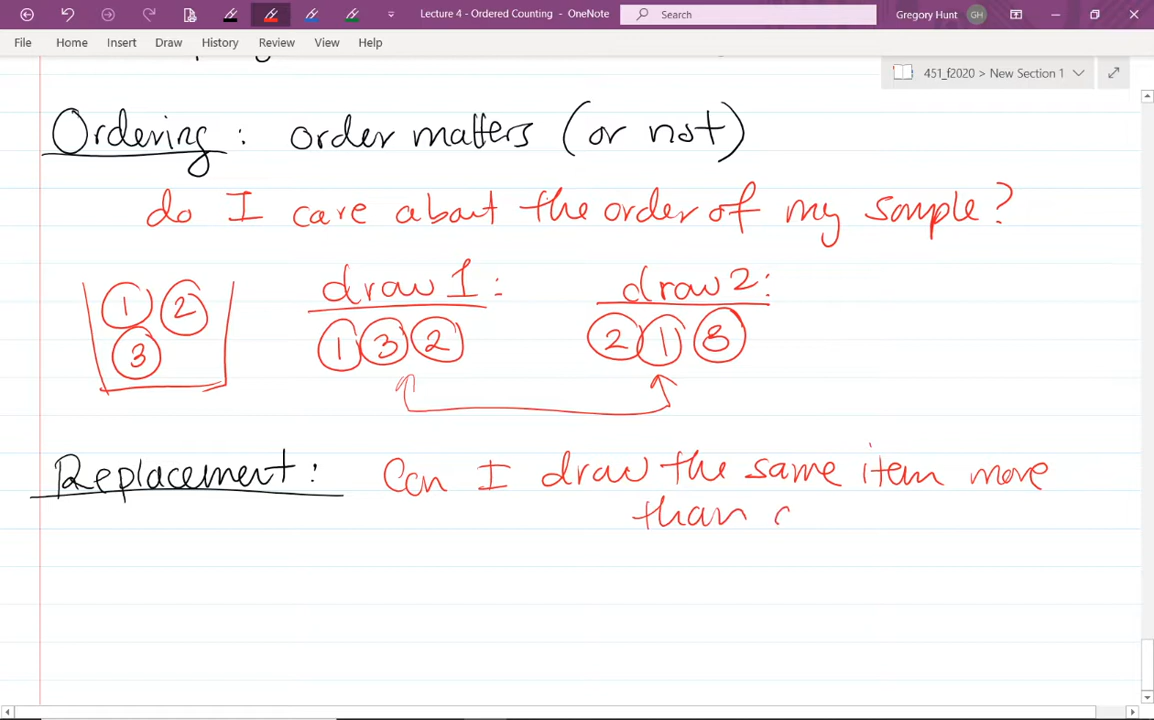 Lecture 4 - Ordered Counting - OneNote
Search
Gregory Hunt GH
File Home Insert Draw History Review View Help
451_f2020 > New Section 1
Ordering: order matters (or not)
do I care about the order of my sample?
draw 1: draw 2:
1 2
3
1 3 2 2 1 3
Replacement: Can I draw the same item more
than